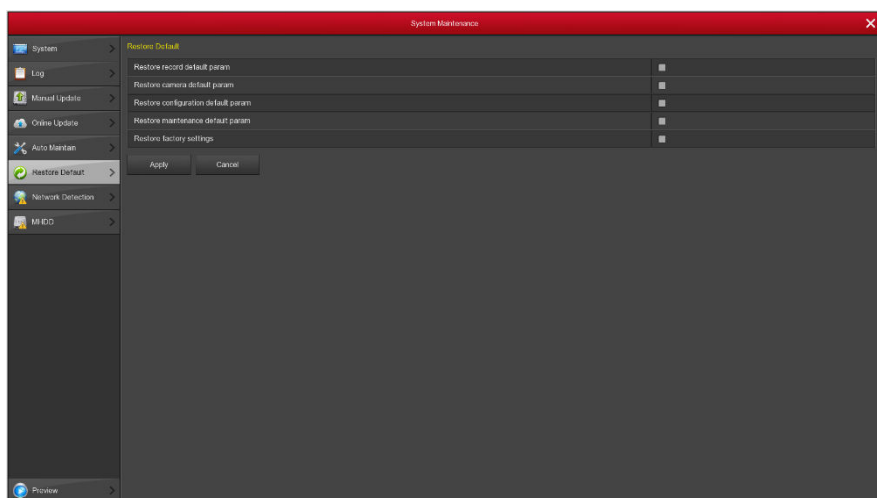 System Maintenance
System
Log
Manual Update
Online Update
Auto Maintain
Restore Default
Network Detection
MHDD
Preview
Restore Default
Restore record default param
Restore camera default param
Restore configuration default param
Restore maintenance default param
Restore factory settings
Apply Cancel